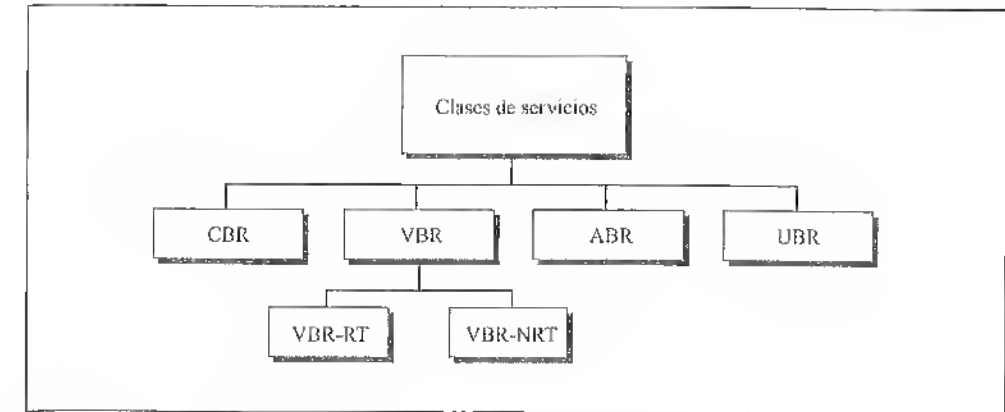 Clases de servicios
CBR
VBR
ABR
UBR
VBR-RT
VBR-NRT